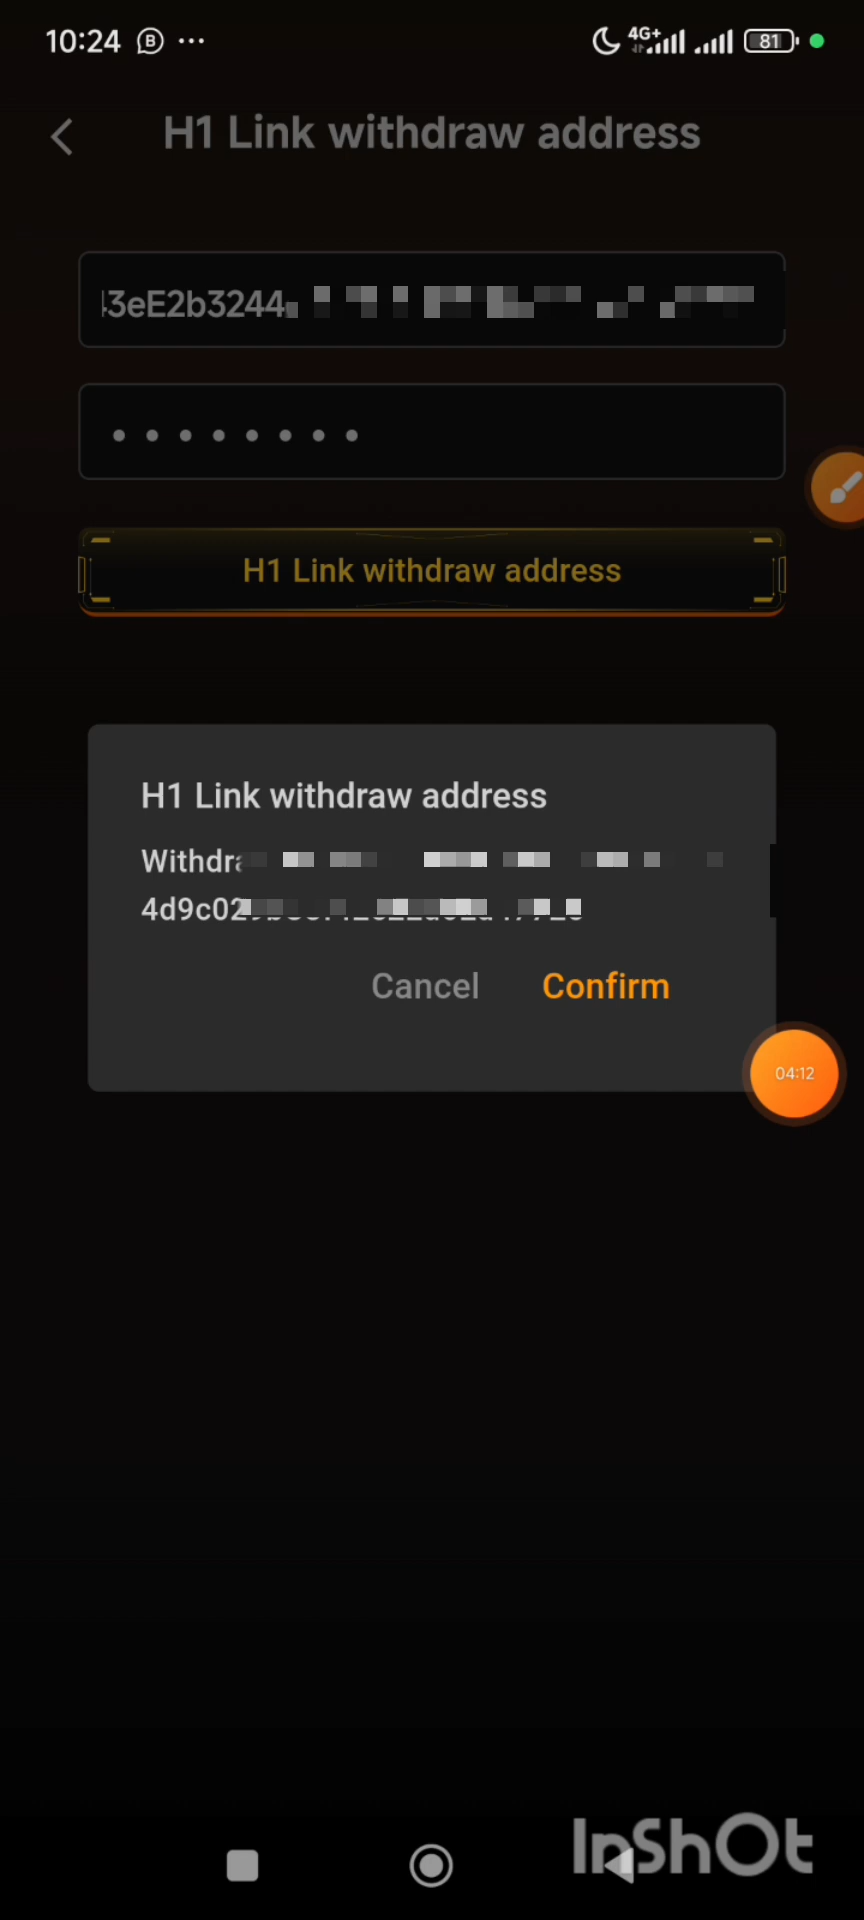 10:24
4G+
81
H1 Link withdraw address
3eE2b3244
H1 Link withdraw address
H1 Link withdraw address
4d9c02
Cancel
Confirm
04:12
InShOt